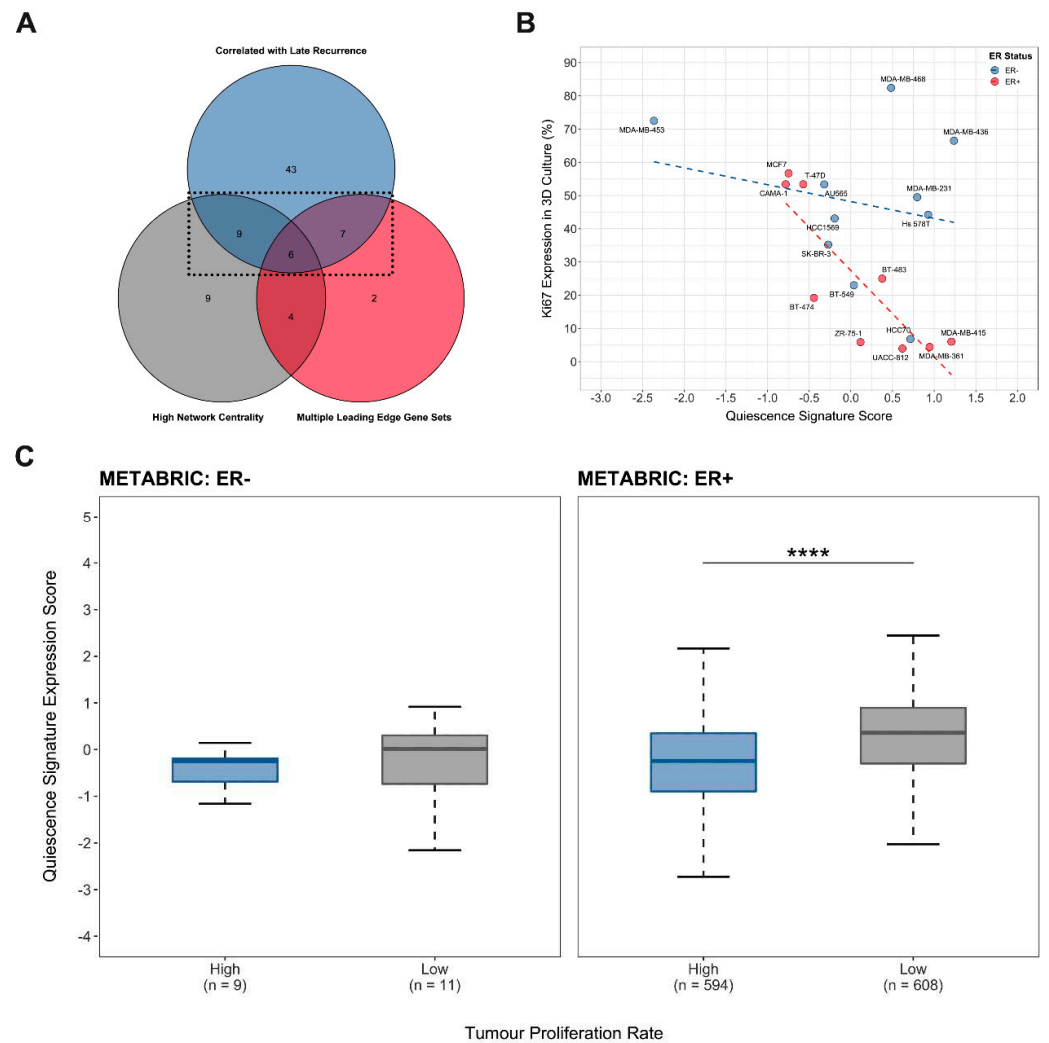 A
Correlated with Late Recurrence
43
9
7
6
9
2
4
High Network Centrality
Multiple Leading Edge Gene Sets
B
Ki67 Expression in 3D Culture (%)
90
80
70
60
50
40
30
20
10
0
-3.0
-2.5
-2.0
-1.5
-1.0
-0.5
0.0
0.5
1.0
1.5
2.0
Quiescence Signature Score
ER Status
ER-
ER+
MDA-MB-468
MDA-MB-453
MDA-MB-436
MCF7
T-47D
CAMA-1
AU565
MDA-MB-231
HCC1569
Hs 578T
SK-BR-3
BT-483
BT-549
BT-474
ZR-75-1
HCC70
MDA-MB-415
UACC-812
MDA-MB-361
C
METABRIC: ER-
METABRIC: ER+
Quiescence Signature Expression Score
5
4
3
2
1
0
-1
-2
-3
-4
****
High
(n = 9)
Low
(n = 11)
High
(n = 594)
Low
(n = 608)
Tumour Proliferation Rate